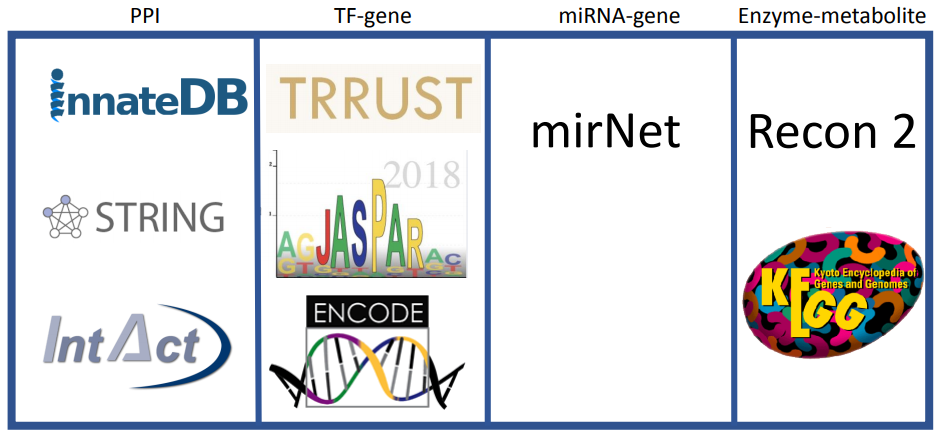 PPI
TF-gene
miRNA-gene
Enzyme-metabolite
innateDB
STRING
IntAct
TRRUST
2018
JASPAR
ENCODE
mirNet
Recon 2
KEGG
Kyoto Encyclopedia of
Genes and Genomes